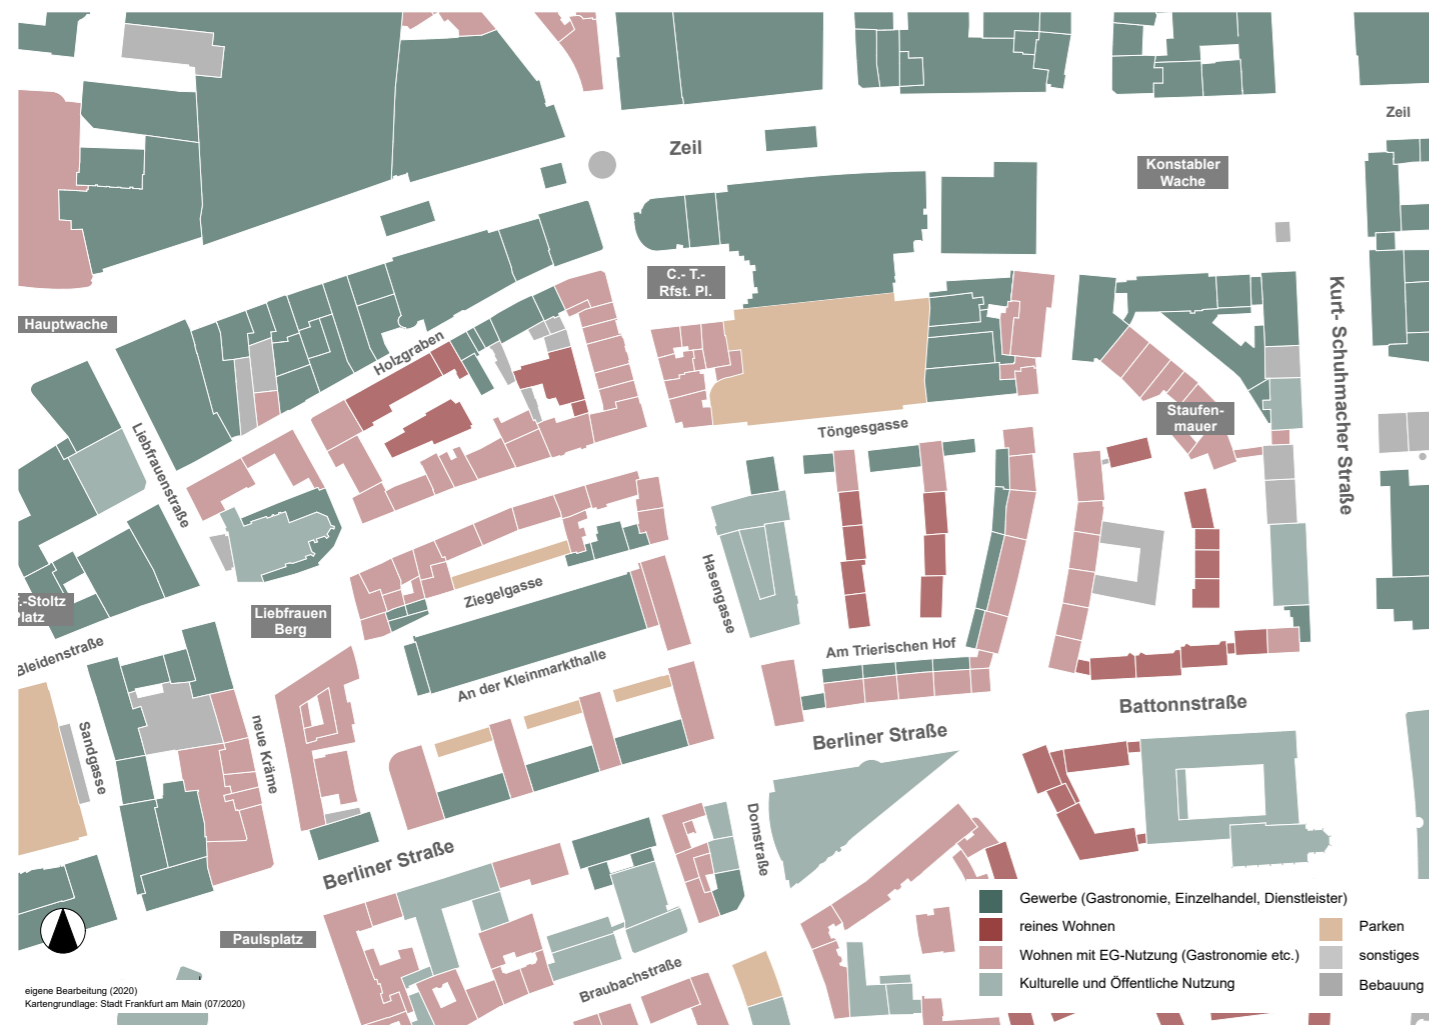 Zeil
Zeil
Konstabler
Wache
C.- T.-
Rfst. Pl.
Hauptwache
Holzgraben
Kurt- Schuhmacher Straße
Liebfrauenstraße
Staufen-
mauer
Töngesgasse
Hasengasse
Ziegelgasse
.-Stoltz
Platz
Liebfrauen
Berg
Bleidenstraße
Am Trierischen Hof
An der Kleinmarkthalle
Battonnstraße
Sandgasse
neue Kräme
Berliner Straße
Domstraße
Berliner Straße
Paulsplatz
Braubachstraße
Gewerbe (Gastronomie, Einzelhandel, Dienstleister)
reines Wohnen
Wohnen mit EG-Nutzung (Gastronomie etc.)
Kulturelle und Öffentliche Nutzung
Parken
sonstiges
Bebauung
eigene Bearbeitung (2020)
Kartengrundlage: Stadt Frankfurt am Main (07/2020)